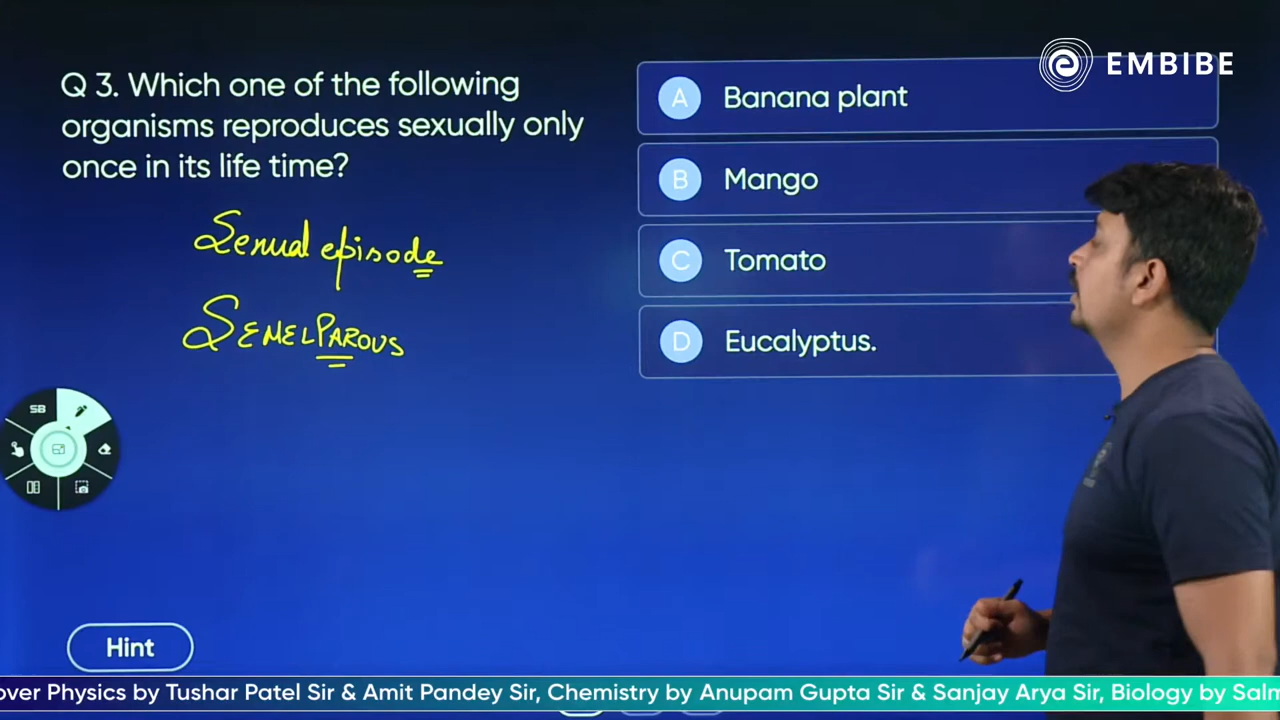 EMBIBE
Q 3. Which one of the following
organisms reproduces sexually only
once in its life time?
A Banana plant
B Mango
C Tomato
D Eucalyptus.
Sexual episode
SEMELPAROUS
SB
Hint
over Physics by Tushar Patel Sir & Amit Pandey Sir, Chemistry by Anupam Gupta Sir & Sanjay Arya Sir, Biology by Salm